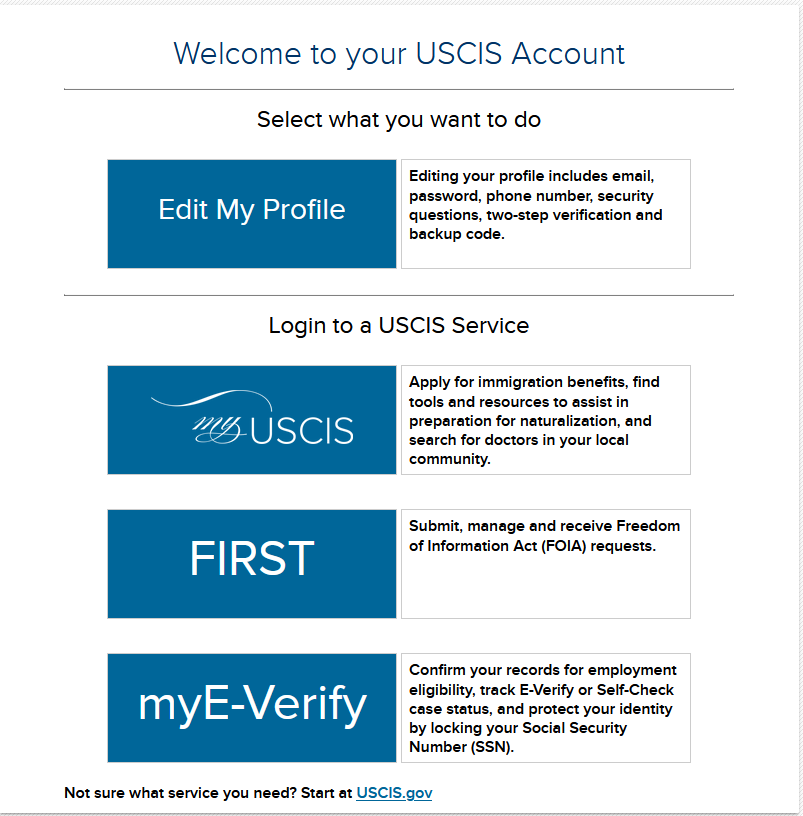 Welcome to your USCIS Account
Select what you want to do
Edit My Profile
Editing your profile includes email,
password, phone number, security
questions, two-step verification and
backup code.
Login to a USCIS Service
my USCIS
Apply for immigration benefits, find
tools and resources to assist in
preparation for naturalization, and
search for doctors in your local
community.
FIRST
Submit, manage and receive Freedom
of Information Act (FOIA) requests.
myE-Verify
Confirm your records for employment
eligibility, track E-Verify or Self-Check
case status, and protect your identity
by locking your Social Security
Number (SSN).
Not sure what service you need? Start at USCIS.gov